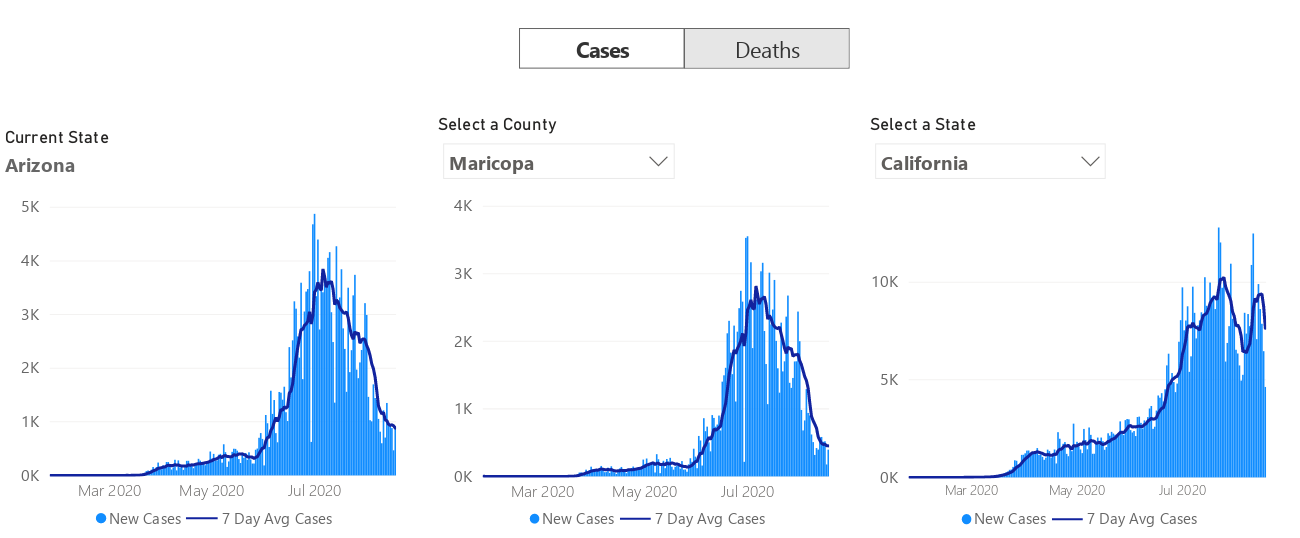 Cases Deaths
Current State
Arizona
5K
4K
3K
2K
1K
0K
Mar 2020 May 2020 Jul 2020
New Cases 7 Day Avg Cases
Select a County
Maricopa
4K
3K
2K
1K
0K
Mar 2020 May 2020 Jul 2020
New Cases 7 Day Avg Cases
Select a State
California
10K
5K
0K
Mar 2020 May 2020 Jul 2020
New Cases 7 Day Avg Cases